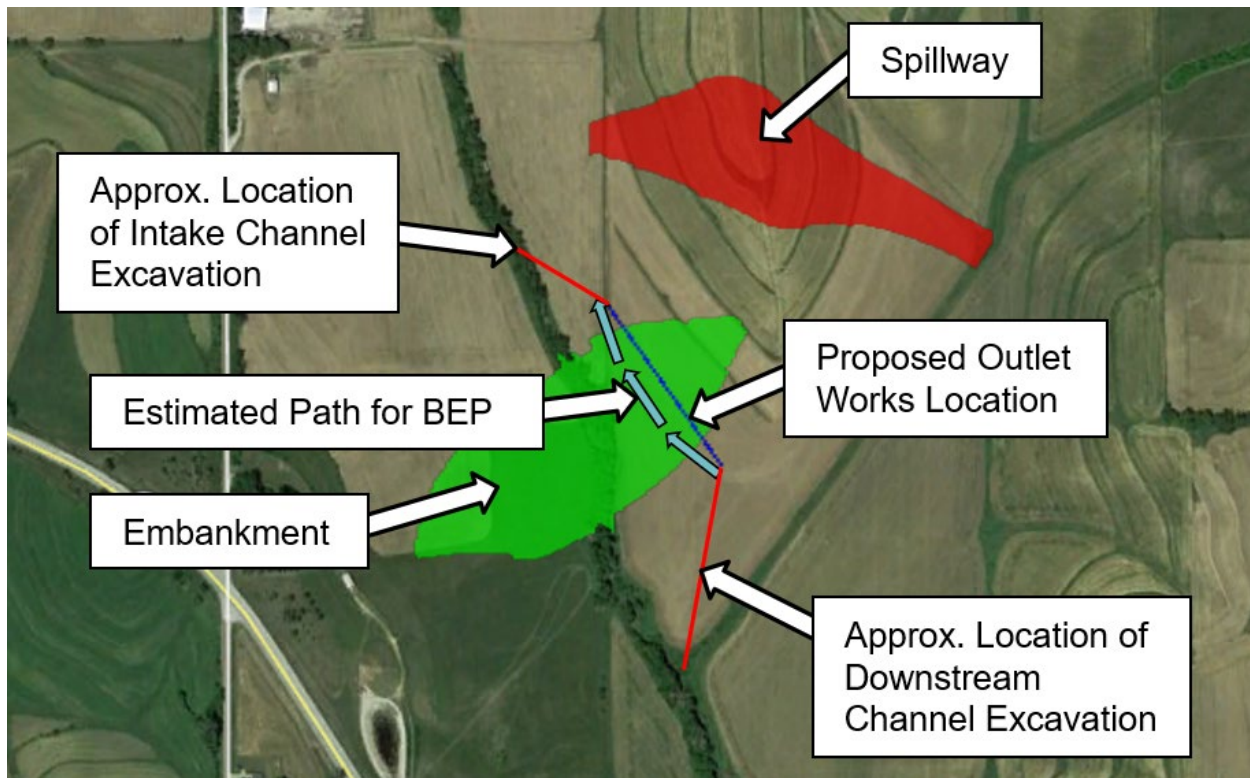 Spillway
Approx. Location
of Intake Channel
Excavation
Estimated Path for BEP
Proposed Outlet
Works Location
Embankment
Approx. Location of
Downstream
Channel Excavation